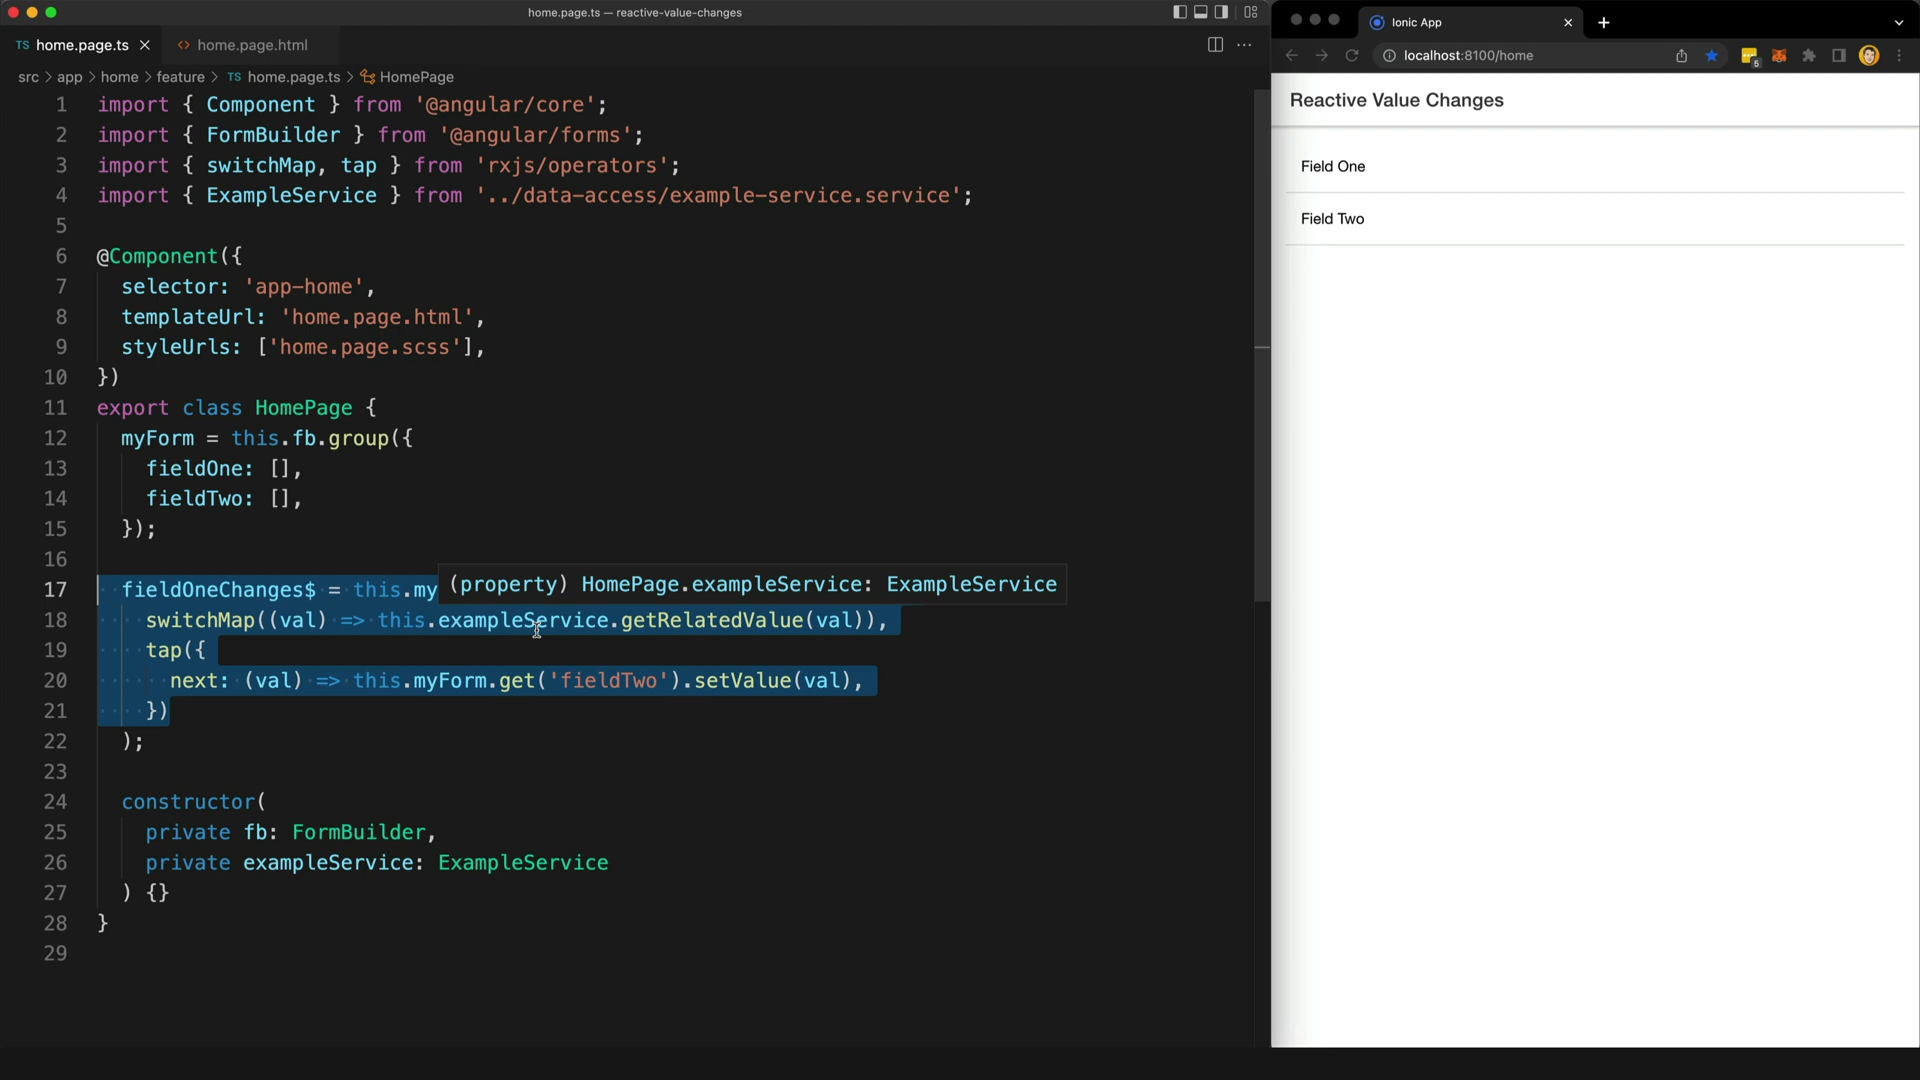 home.page.ts — reactive-value-changes
TS home.page.ts
<> home.page.html
src > app > home > feature > TS home.page.ts > HomePage
1 import { Component } from '@angular/core';
2 import { FormBuilder } from '@angular/forms';
3 import { switchMap, tap } from 'rxjs/operators';
4 import { ExampleService } from '../data-access/example-service.service';
5
6 @Component({
7 selector: 'app-home',
8 templateUrl: 'home.page.html',
9 styleUrls: ['home.page.scss'],
10 })
11 export class HomePage {
12 myForm = this.fb.group({
13 fieldOne: [],
14 fieldTwo: [],
15 });
16
17 fieldOneChanges$ = this.my
(property) HomePage.exampleService: ExampleService
18 switchMap((val) => this.exampleService.getRelatedValue(val)),
19 tap({
20 next: (val) => this.myForm.get('fieldTwo').setValue(val),
21 })
22 );
23
24 constructor(
25 private fb: FormBuilder,
26 private exampleService: ExampleService
27 ) {}
28 }
29
Ionic App
localhost:8100/home
5
Reactive Value Changes
Field One
Field Two